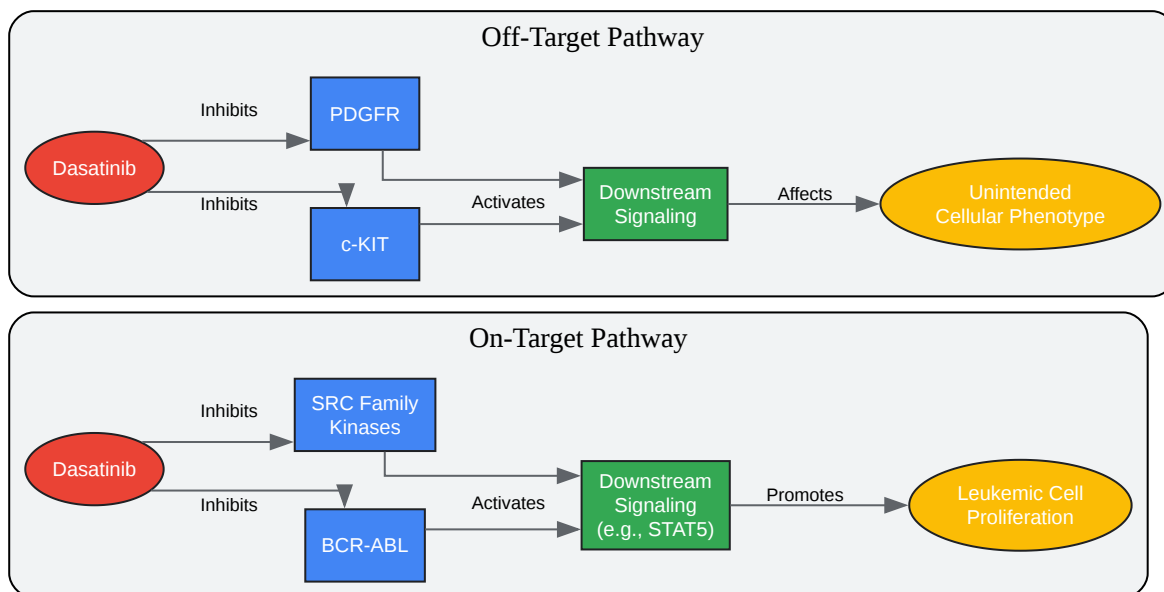 Off-Target Pathway
Inhibits
PDGFR
Dasatinib
Inhibits
c-KIT
Activates
Downstream
Signaling
Affects
Unintended
Cellular Phenotype
On-Target Pathway
Inhibits
SRC Family
Kinases
Dasatinib
Inhibits
BCR-ABL
Activates
Downstream
Signaling
(e.g., STAT5)
Promotes
Leukemic Cell
Proliferation